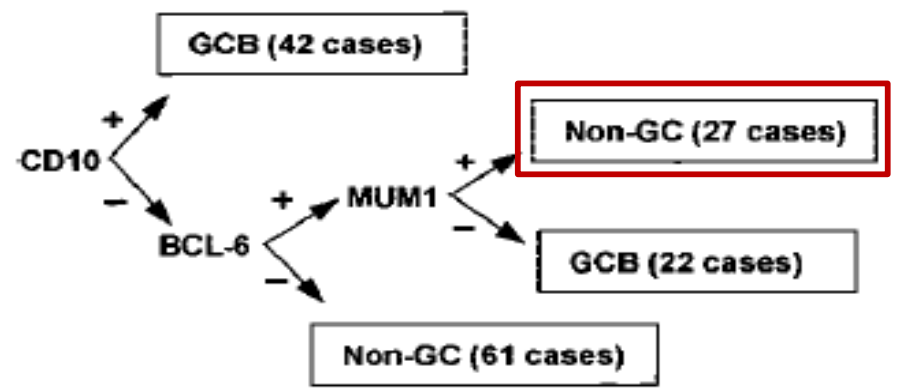 GCB (42 cases)
+
Non-GC (27 cases)
CD10
+
+
−
MUM1
BCL-6
−
GCB (22 cases)
−
Non-GC (61 cases)